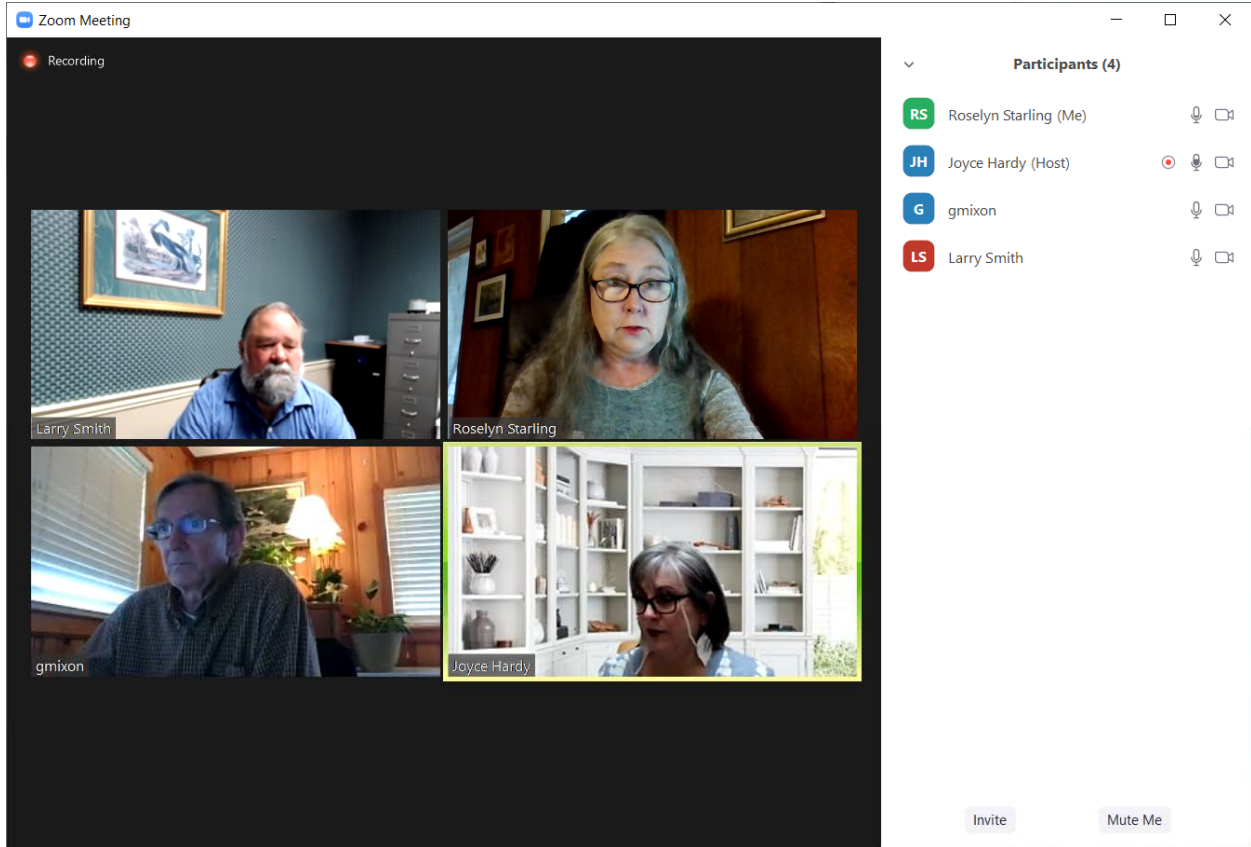 Zoom Meeting
Recording
Participants (4)
RS Roselyn Starling (Me)
JH Joyce Hardy (Host)
G gmixon
LS Larry Smith
Larry Smith
Roselyn Starling
gmixon
Joyce Hardy
Invite
Mute Me